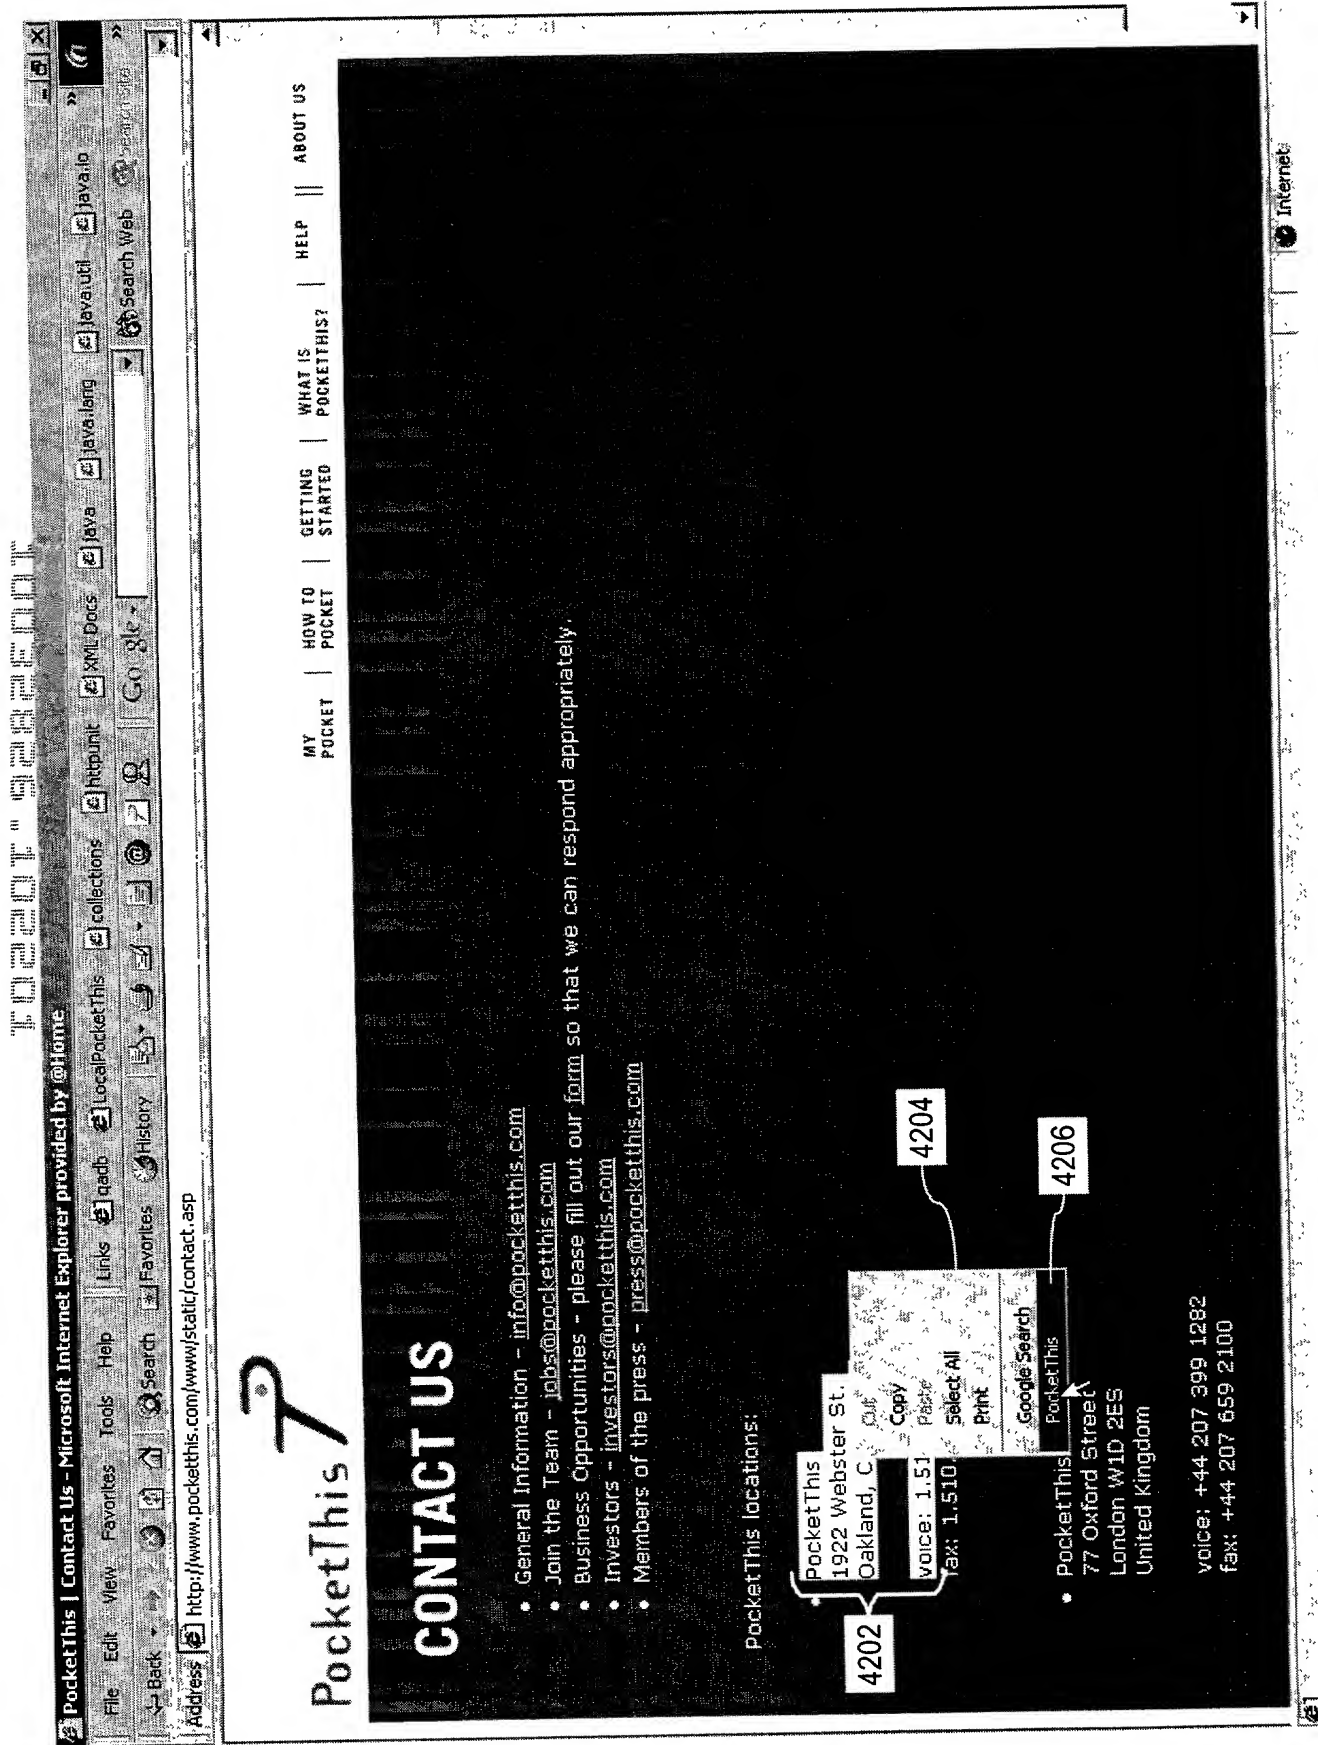 PocketThis | Contact Us - Microsoft Internet Explorer provided by @Home
File Edit View Favorites Tools Help Links qadb LocalPocketThis collections httpunit XML Docs java java.lang java.util java.io »
Back Search Favorites History Google Search Web Search Site »
Address http://www.pocketthis.com/www/static/contact.asp
PocketThis
MY POCKET | HOW TO POCKET | GETTING STARTED | WHAT IS POCKETTHIS? | HELP || ABOUT US
CONTACT US
• General Information - info@pocketthis.com
• Join the Team - jobs@pocketthis.com
• Business Opportunities - please fill out our form so that we can respond appropriately.
• Investors - investors@pocketthis.com
• Members of the press - press@pocketthis.com
PocketThis locations:
• PocketThis
1922 Webster St.
Oakland, C
voice: 1.51
fax: 1.510.
4202
Cut
Copy
Paste
Select All
Print
Google Search
PocketThis
4204
4206
• PocketThis
77 Oxford Street
London W1D 2ES
United Kingdom
voice: +44 207 399 1282
fax: +44 207 659 2100
Internet